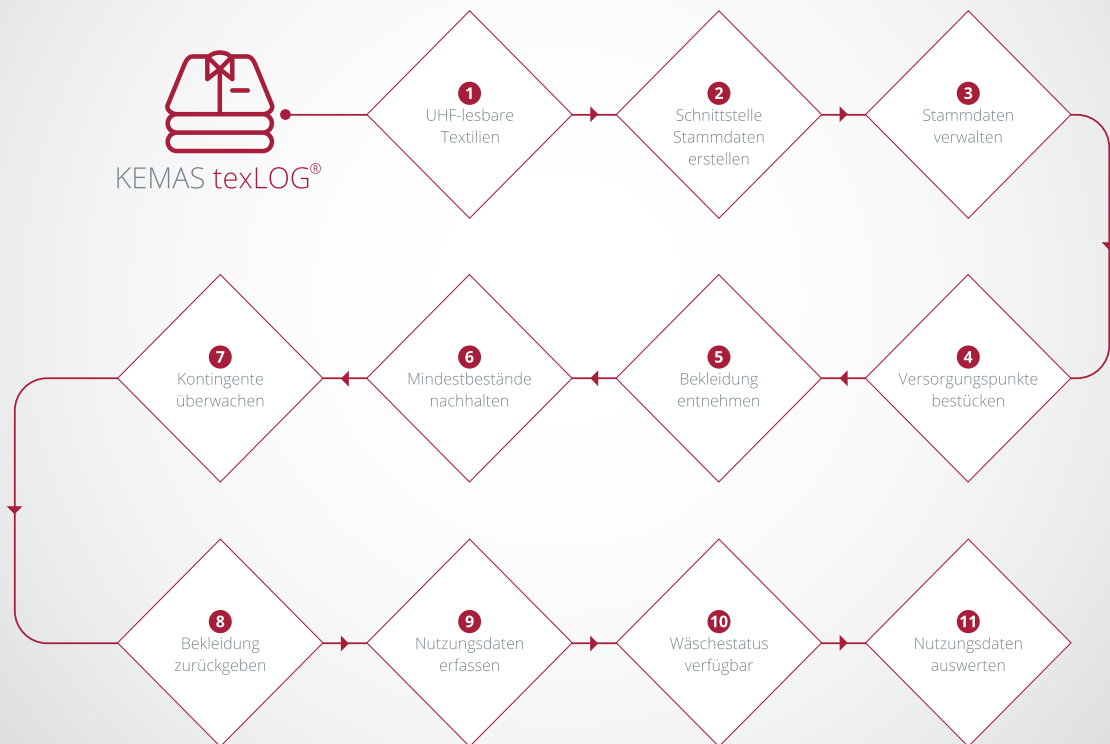 KEMAS texLOG®
1
UHF-lesbare
Textilien
2
Schnittstelle
Stammdaten
erstellen
3
Stammdaten
verwalten
4
Versorgungspunkte
bestücken
5
Bekleidung
entnehmen
6
Mindestbestände
nachhalten
7
Kontingente
überwachen
8
Bekleidung
zurückgeben
9
Nutzungsdaten
erfassen
10
Wäschestatus
verfügbar
11
Nutzungsdaten
auswerten